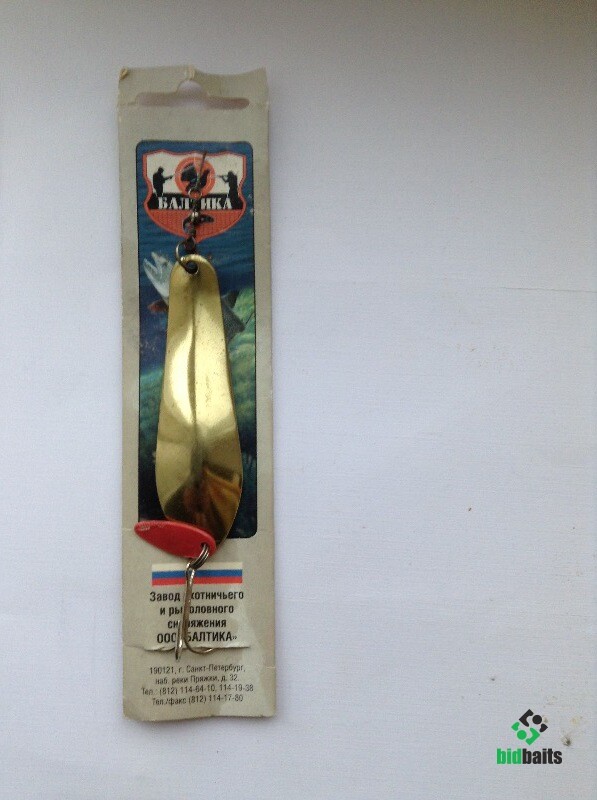 БАЛТИКА
Завод охотничьего
и рыболовного
снаряжения
ООО «БАЛТИКА»
190121, г. Санкт-Петербург,
наб. реки Пряжки, д. 32.
Тел.: (812) 114-64-10, 114-19-38
Тел./факс (812) 114-17-80
bidbaits